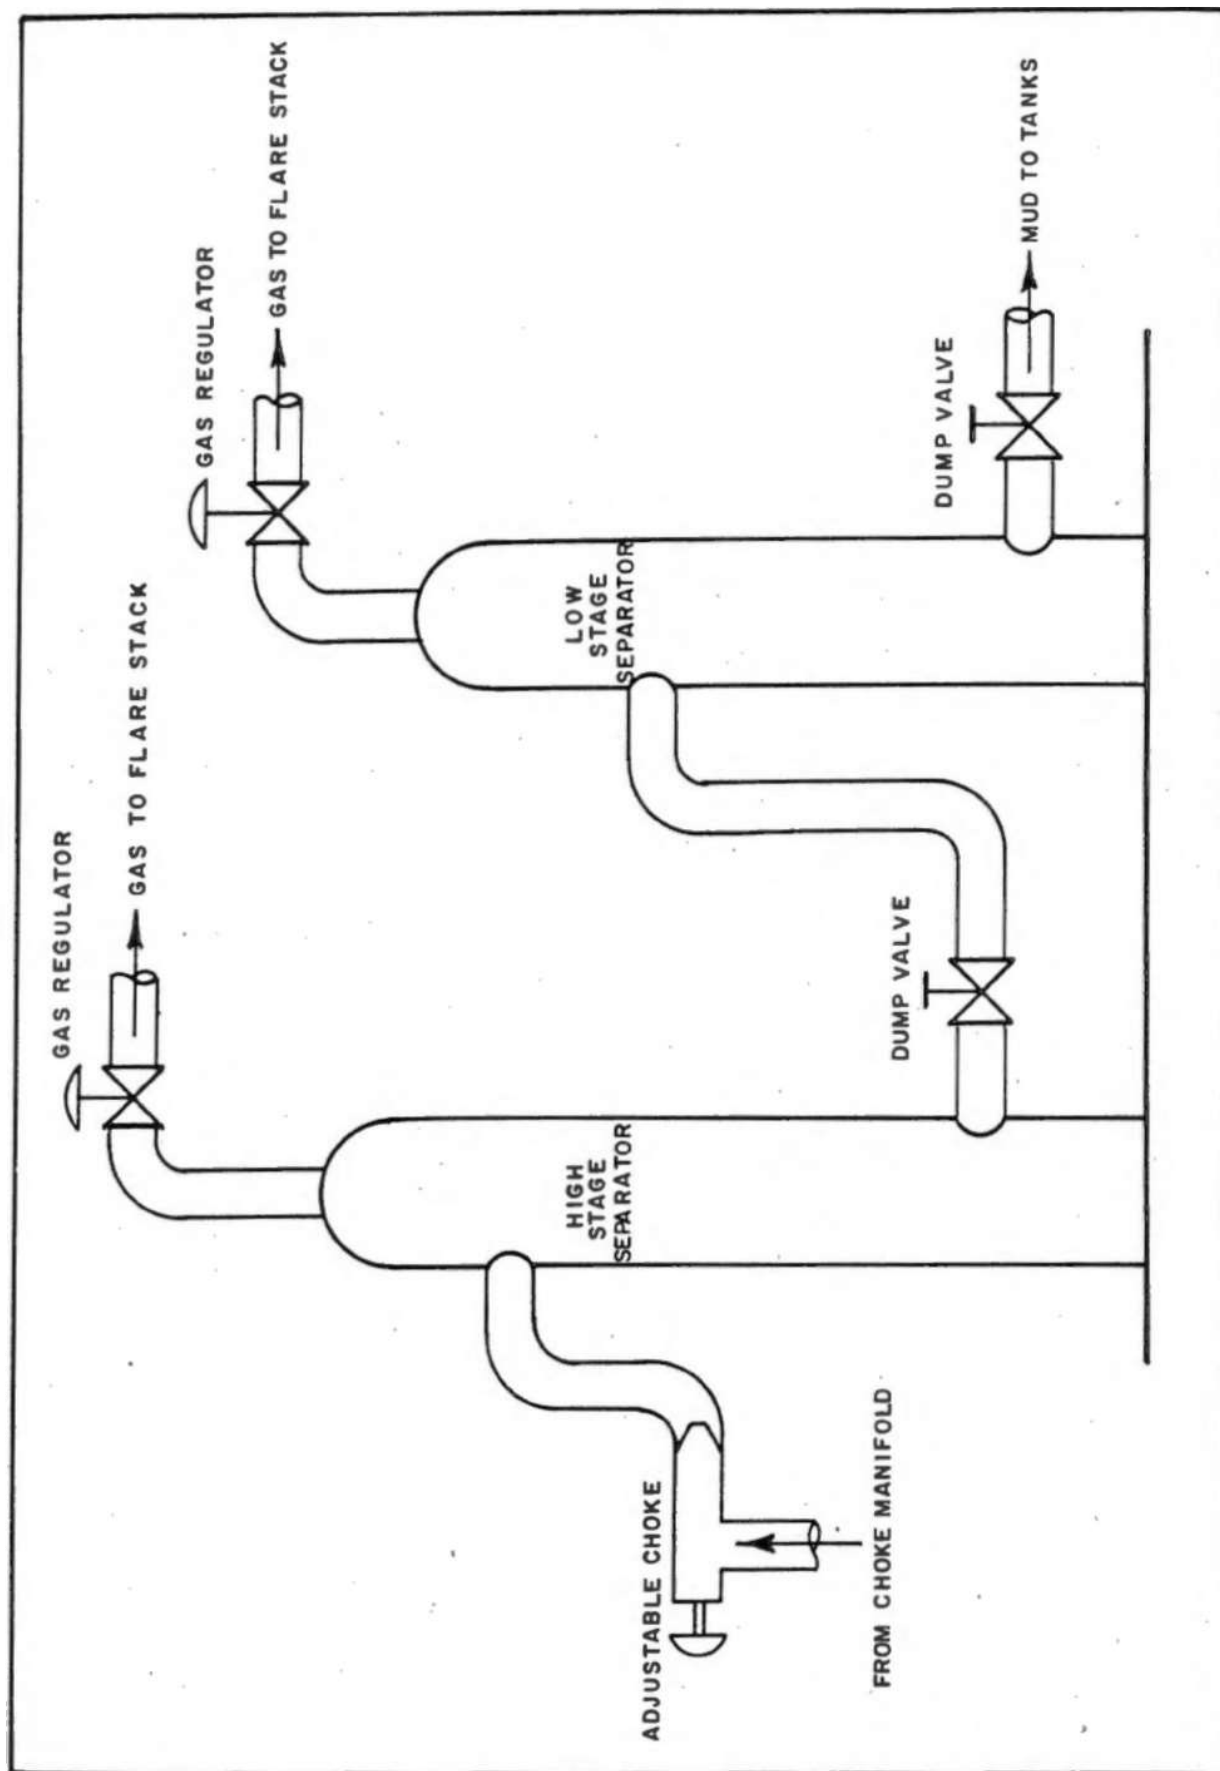 GAS REGULATOR
GAS TO FLARE STACK
GAS REGULATOR
GAS TO FLARE STACK
HIGH
STAGE
SEPARATOR
LOW
STAGE
SEPARATOR
ADJUSTABLE CHOKE
FROM CHOKE MANIFOLD
DUMP VALVE
DUMP VALVE
MUD TO TANKS